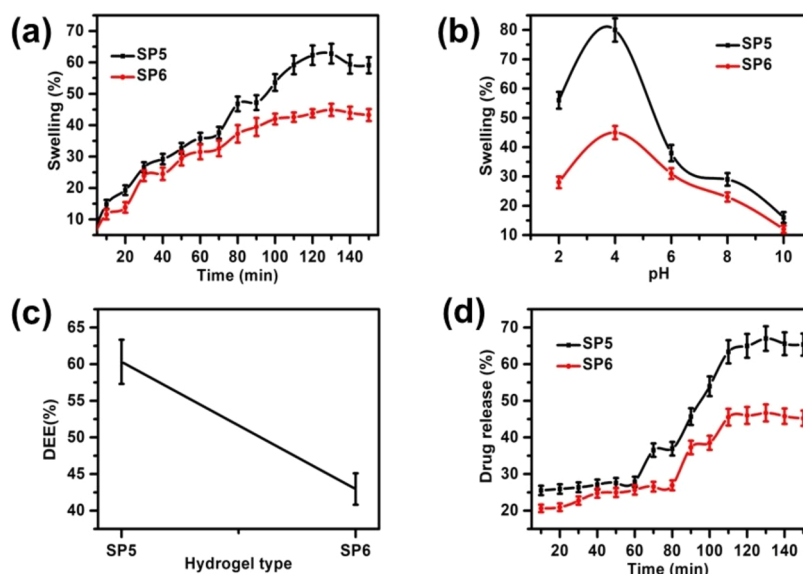 (a)
SP5
SP6
Swelling (%)
60
50
40
30
20
10
20 40 60 80 100 120 140
Time (min)
(b)
SP5
SP6
Swelling (%)
80
70
60
50
40
30
20
10
2 4 6 8 10
pH
(c)
DEE(%)
65
60
55
50
45
40
SP5 SP6
Hydrogel type
(d)
SP5
SP6
Drug release (%)
70
60
50
40
30
20
20 40 60 80 100 120 140
Time (min)